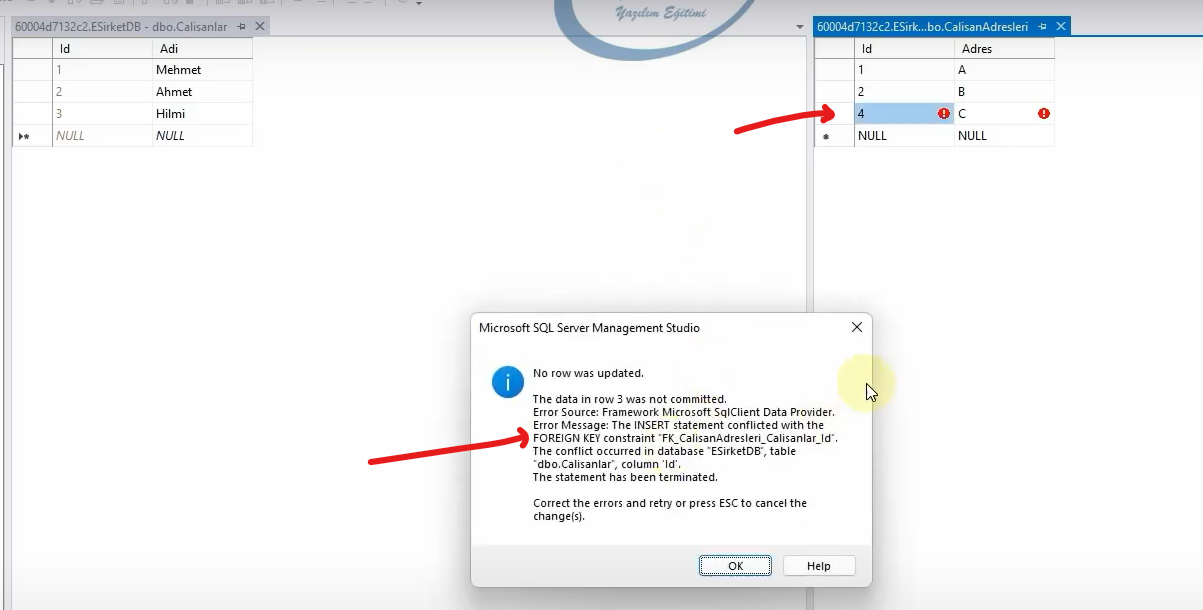 Yazılım Eğitimi
60004d7132c2.ESirketDB - dbo.Calisanlar
Id Adi
1 Mehmet
2 Ahmet
3 Hilmi
NULL NULL
60004d7132c2.ESirk...bo.CalisanAdresleri
Id Adres
1 A
2 B
4 C
NULL NULL
Microsoft SQL Server Management Studio
No row was updated.
The data in row 3 was not committed.
Error Source: Framework Microsoft SqlClient Data Provider.
Error Message: The INSERT statement conflicted with the
FOREIGN KEY constraint "FK_CalisanAdresleri_Calisanlar_Id".
The conflict occurred in database "ESirketDB", table
"dbo.Calisanlar", column 'Id'.
The statement has been terminated.
Correct the errors and retry or press ESC to cancel the
change(s).
OK Help